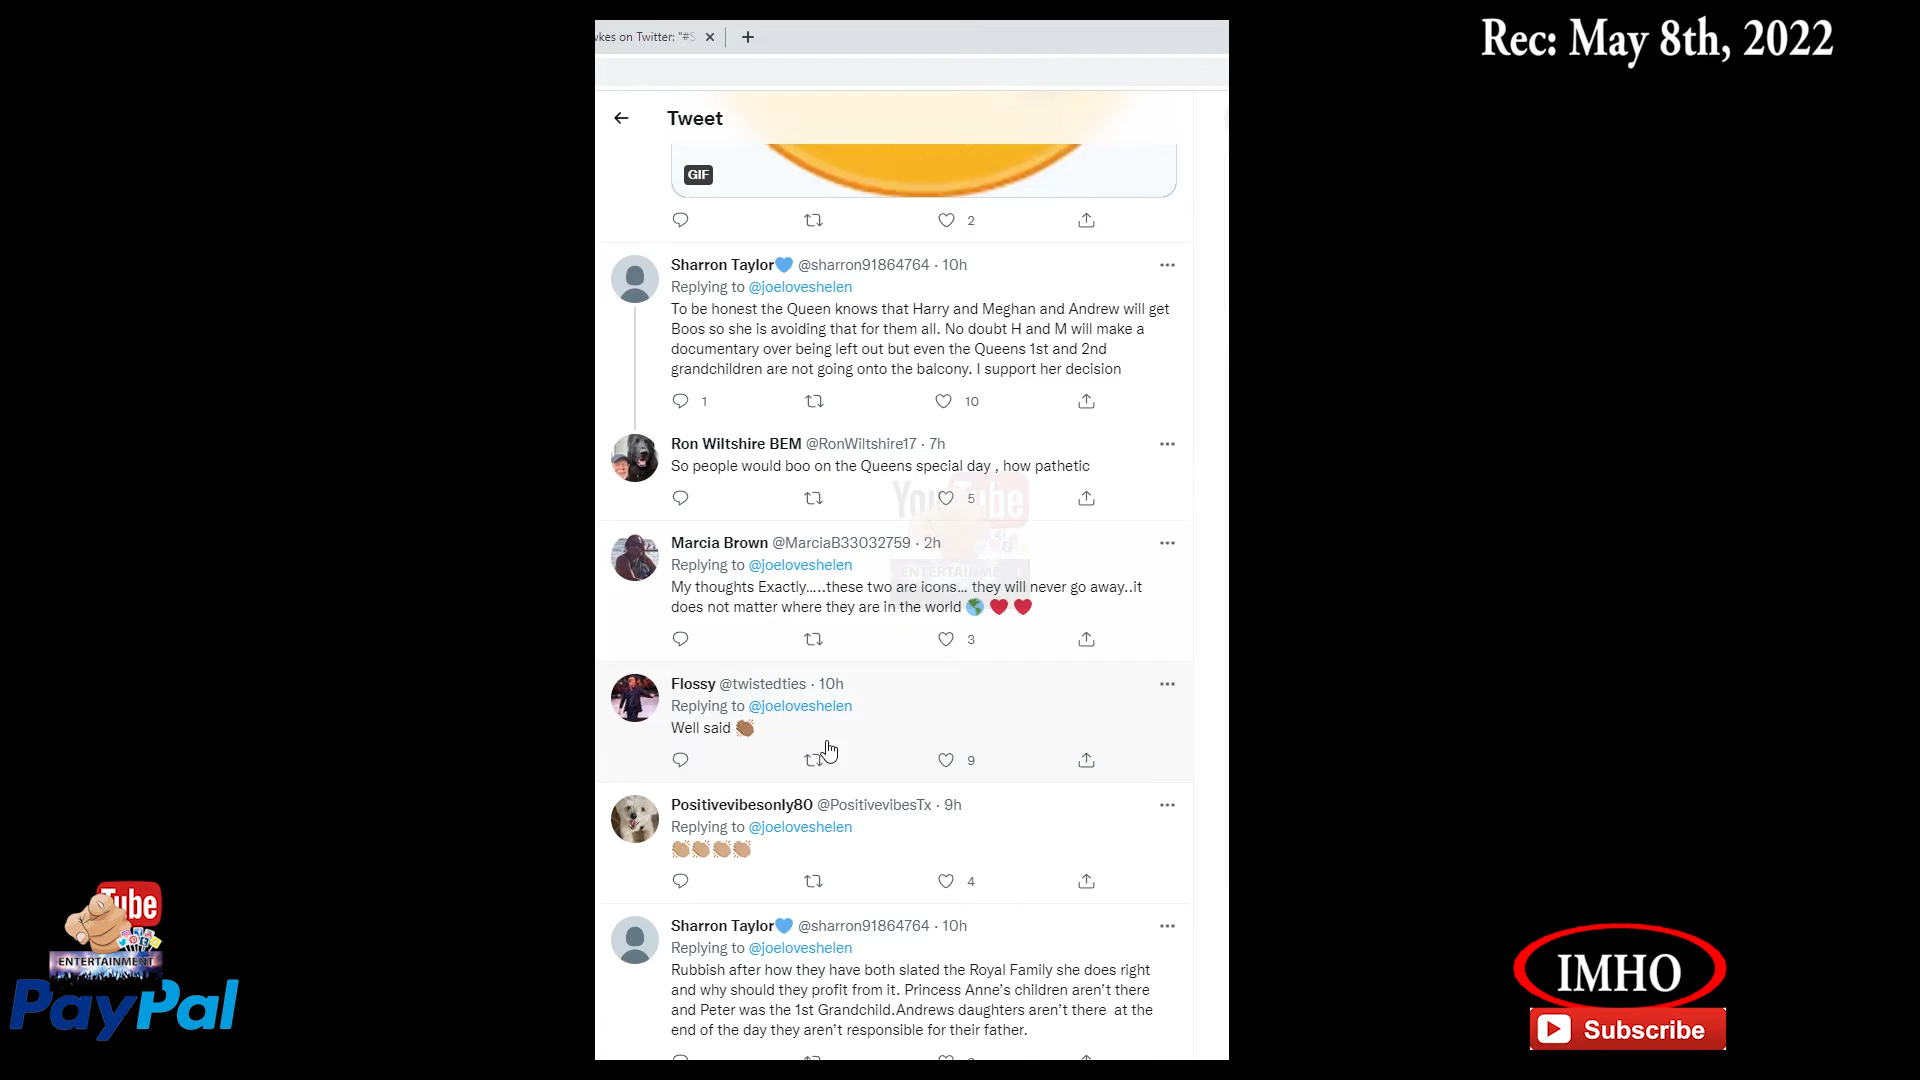 Rec: May 8th, 2022
on Twitter: "#S
Tweet
GIF
2
Sharron Taylor💙 @sharron91864764 · 10h
Replying to @joeloveshelen
To be honest the Queen knows that Harry and Meghan and Andrew will get
Boos so she is avoiding that for them all. No doubt H and M will make a
documentary over being left out but even the Queens 1st and 2nd
grandchildren are not going onto the balcony. I support her decision
1 10
Ron Wiltshire BEM @RonWiltshire17 · 7h
So people would boo on the Queens special day , how pathetic
5
YouTube
ENTERTAINMENT
Marcia Brown @MarciaB33032759 · 2h
Replying to @joeloveshelen
My thoughts Exactly.....these two are icons... they will never go away..it
does not matter where they are in the world 🌎 ❤️ ❤️
3
Flossy @twistedties · 10h
Replying to @joeloveshelen
Well said 👏🏾
9
Positivevibesonly80 @PositivevibesTx · 9h
Replying to @joeloveshelen
👏🏼👏🏼👏🏼👏🏼
4
Sharron Taylor💙 @sharron91864764 · 10h
Replying to @joeloveshelen
Rubbish after how they have both slated the Royal Family she does right
and why should they profit from it. Princess Anne's children aren't there
and Peter was the 1st Grandchild.Andrews daughters aren't there at the
end of the day they aren't responsible for their father.
Tube
ENTERTAINMENT
PayPal
IMHO
Subscribe